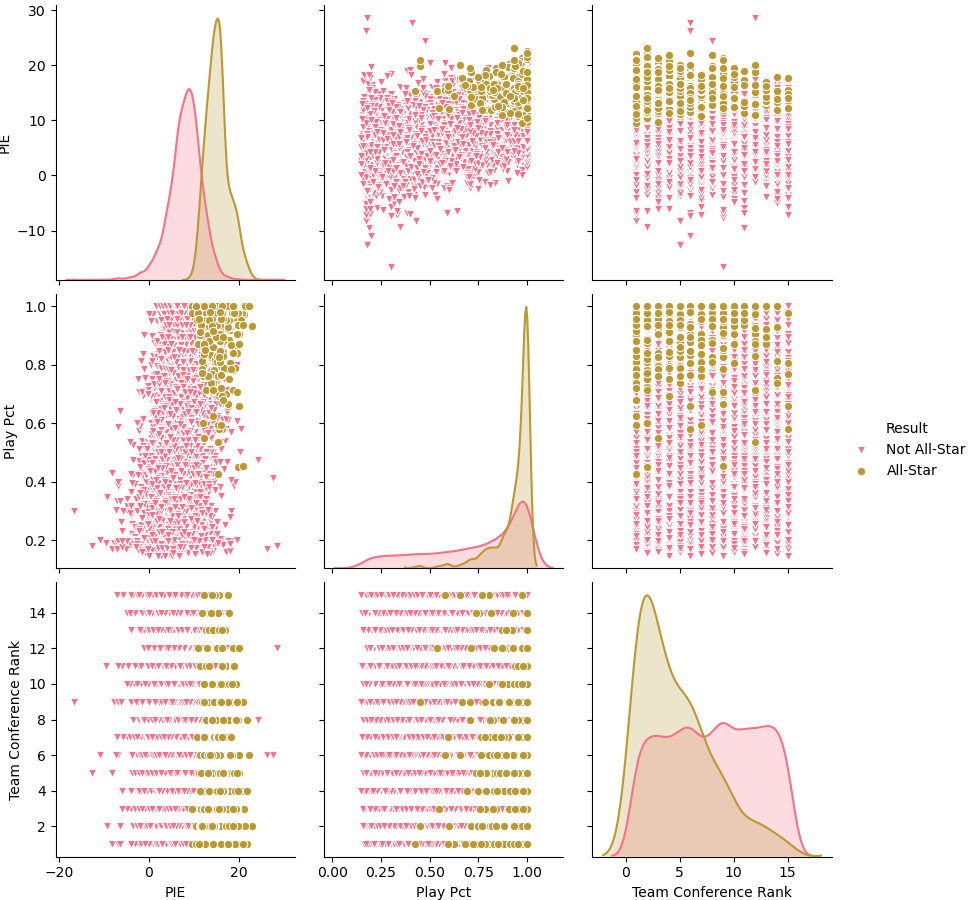 30
20
10
0
−10
PIE
1.0
0.8
0.6
0.4
0.2
Play Pct
Result
Not All-Star
All-Star
14
12
10
8
6
4
2
Team Conference Rank
−20 0 20
0.00 0.25 0.50 0.75 1.00
0 5 10 15
PIE
Play Pct
Team Conference Rank